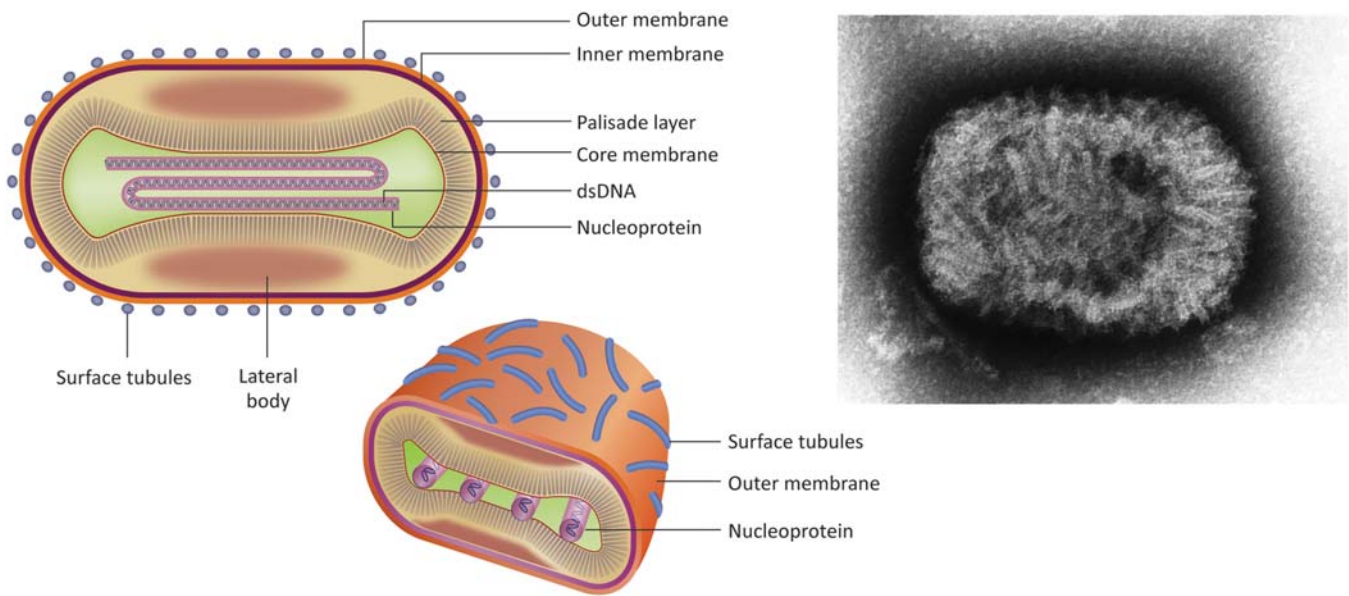 Outer membrane
Inner membrane
Palisade layer
Core membrane
dsDNA
Nucleoprotein
Surface tubules
Lateral
body
Surface tubules
Outer membrane
Nucleoprotein